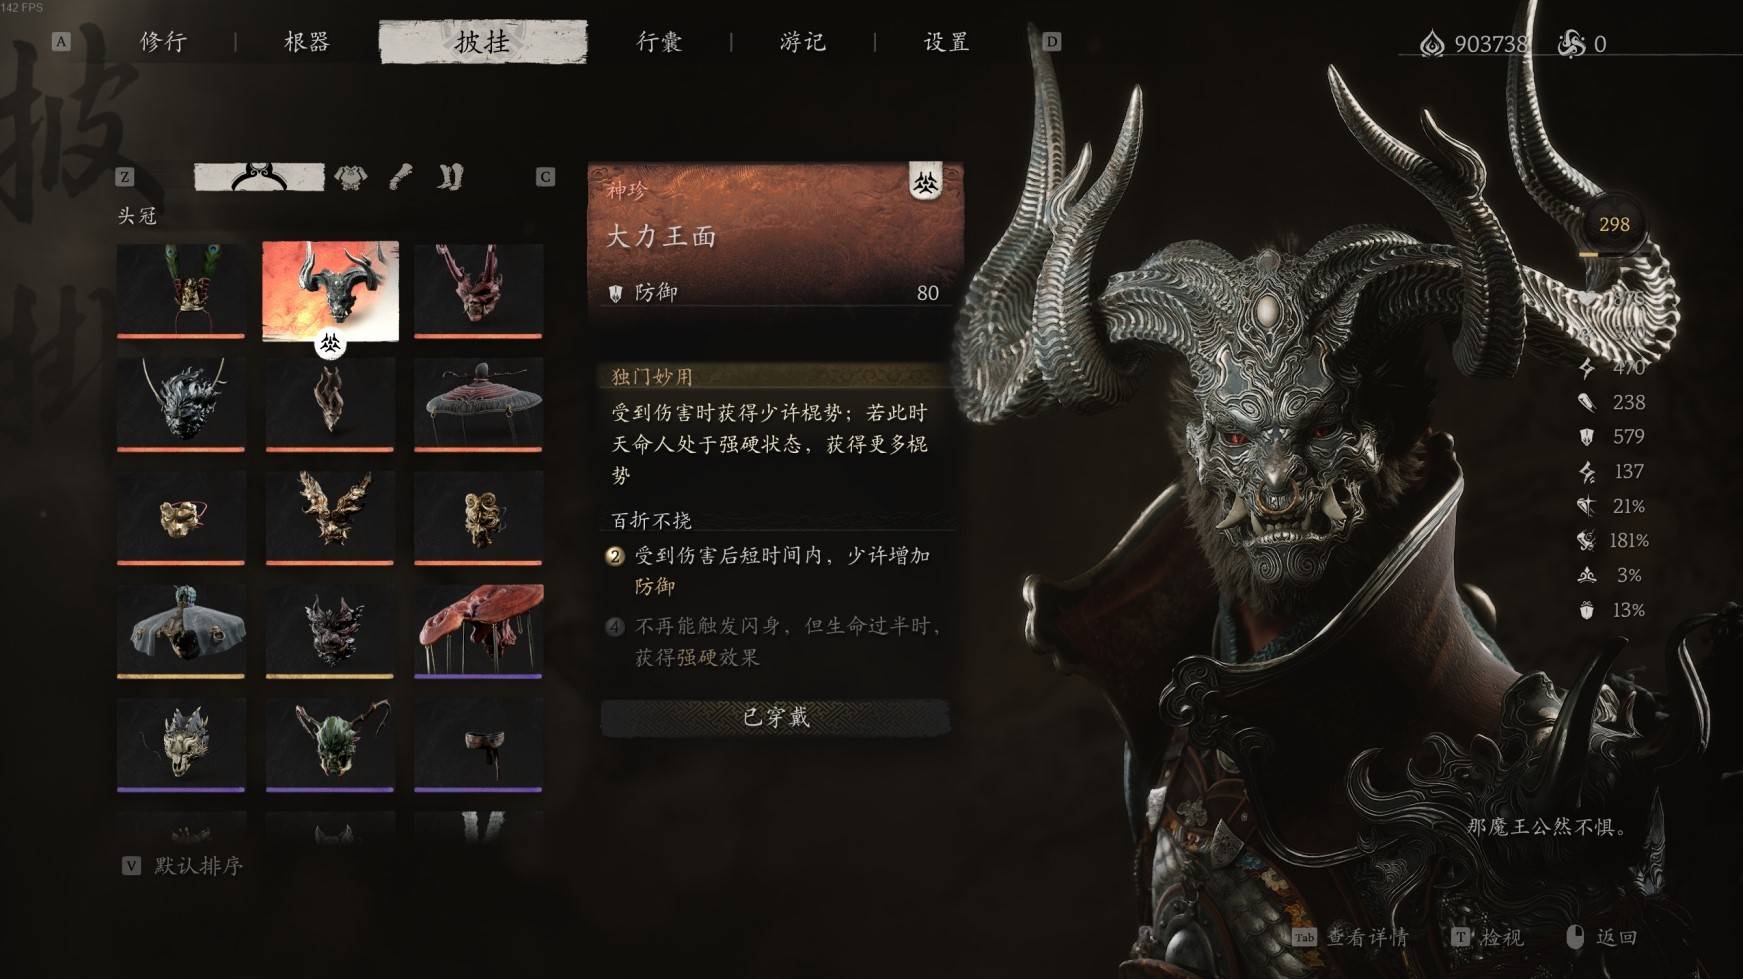 142 FPS
披挂
A 修行 根器 披挂 行囊 游记 设置 D
903738 0
Z C
头冠
神珍
大力王面
防御 80
独门妙用
受到伤害时获得少许棍势；若此时
天命人处于强硬状态，获得更多棍
势
百折不挠
2 受到伤害后短时间内，少许增加
防御
4 不再能触发闪身，但生命过半时，
获得强硬效果
已穿戴
298
470
238
579
137
21%
181%
3%
13%
那魔王公然不惧。
V 默认排序
Tab 查看详情 T 检视 返回